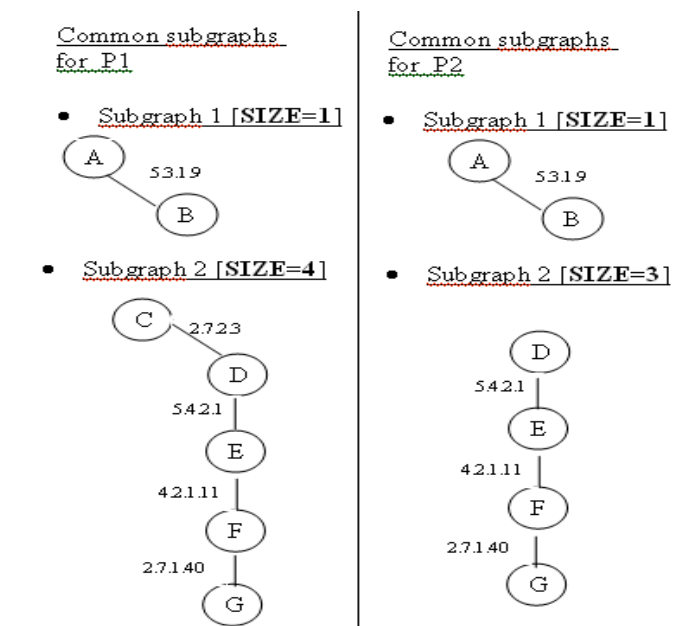 Common subgraphs
for P1
• Subgraph 1 [SIZE=1]
A
5.3.1.9
B
• Subgraph 2 [SIZE=4]
C
2.7.2.3
D
5.4.2.1
E
4.2.1.11
F
2.7.1.40
G
Common subgraphs
for P2
• Subgraph 1 [SIZE=1]
A
5.3.1.9
B
• Subgraph 2 [SIZE=3]
D
5.4.2.1
E
4.2.1.11
F
2.7.1.40
G